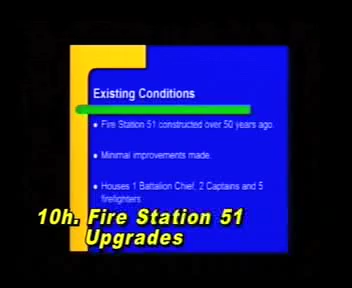 Existing Conditions
● Fire Station 51 constructed over 50 years ago.
● Minimal improvements made.
● Houses 1 Battalion Chief, 2 Captains and 5
firefighters
10h. Fire Station 51
Upgrades